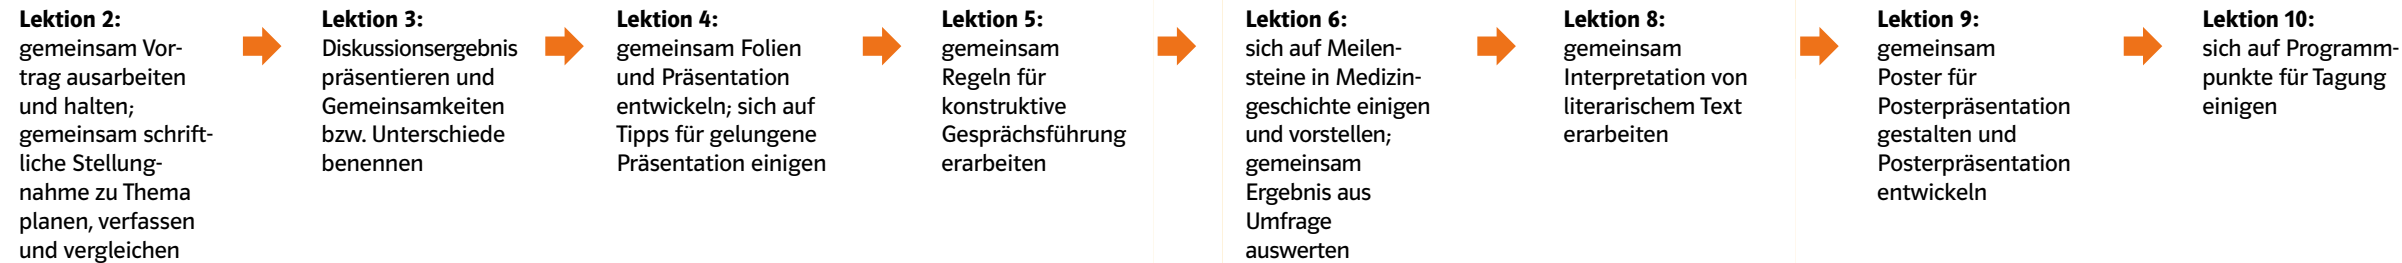 Lektion 2:
gemeinsam Vor-
trag ausarbeiten
und halten;
gemeinsam schrift-
liche Stellung-
nahme zu Thema
planen, verfassen
und vergleichen
Lektion 3:
Diskussionsergebnis
präsentieren und
Gemeinsamkeiten
bzw. Unterschiede
benennen
Lektion 4:
gemeinsam Folien
und Präsentation
entwickeln; sich auf
Tipps für gelungene
Präsentation einigen
Lektion 5:
gemeinsam
Regeln für
konstruktive
Gesprächsführung
erarbeiten
Lektion 6:
sich auf Meilen-
steine in Medizin-
geschichte einigen
und vorstellen;
gemeinsam
Ergebnis aus
Umfrage
auswerten
Lektion 8:
gemeinsam
Interpretation von
literarischem Text
erarbeiten
Lektion 9:
gemeinsam
Poster für
Posterpräsentation
gestalten und
Posterpräsentation
entwickeln
Lektion 10:
sich auf Programm-
punkte für Tagung
einigen